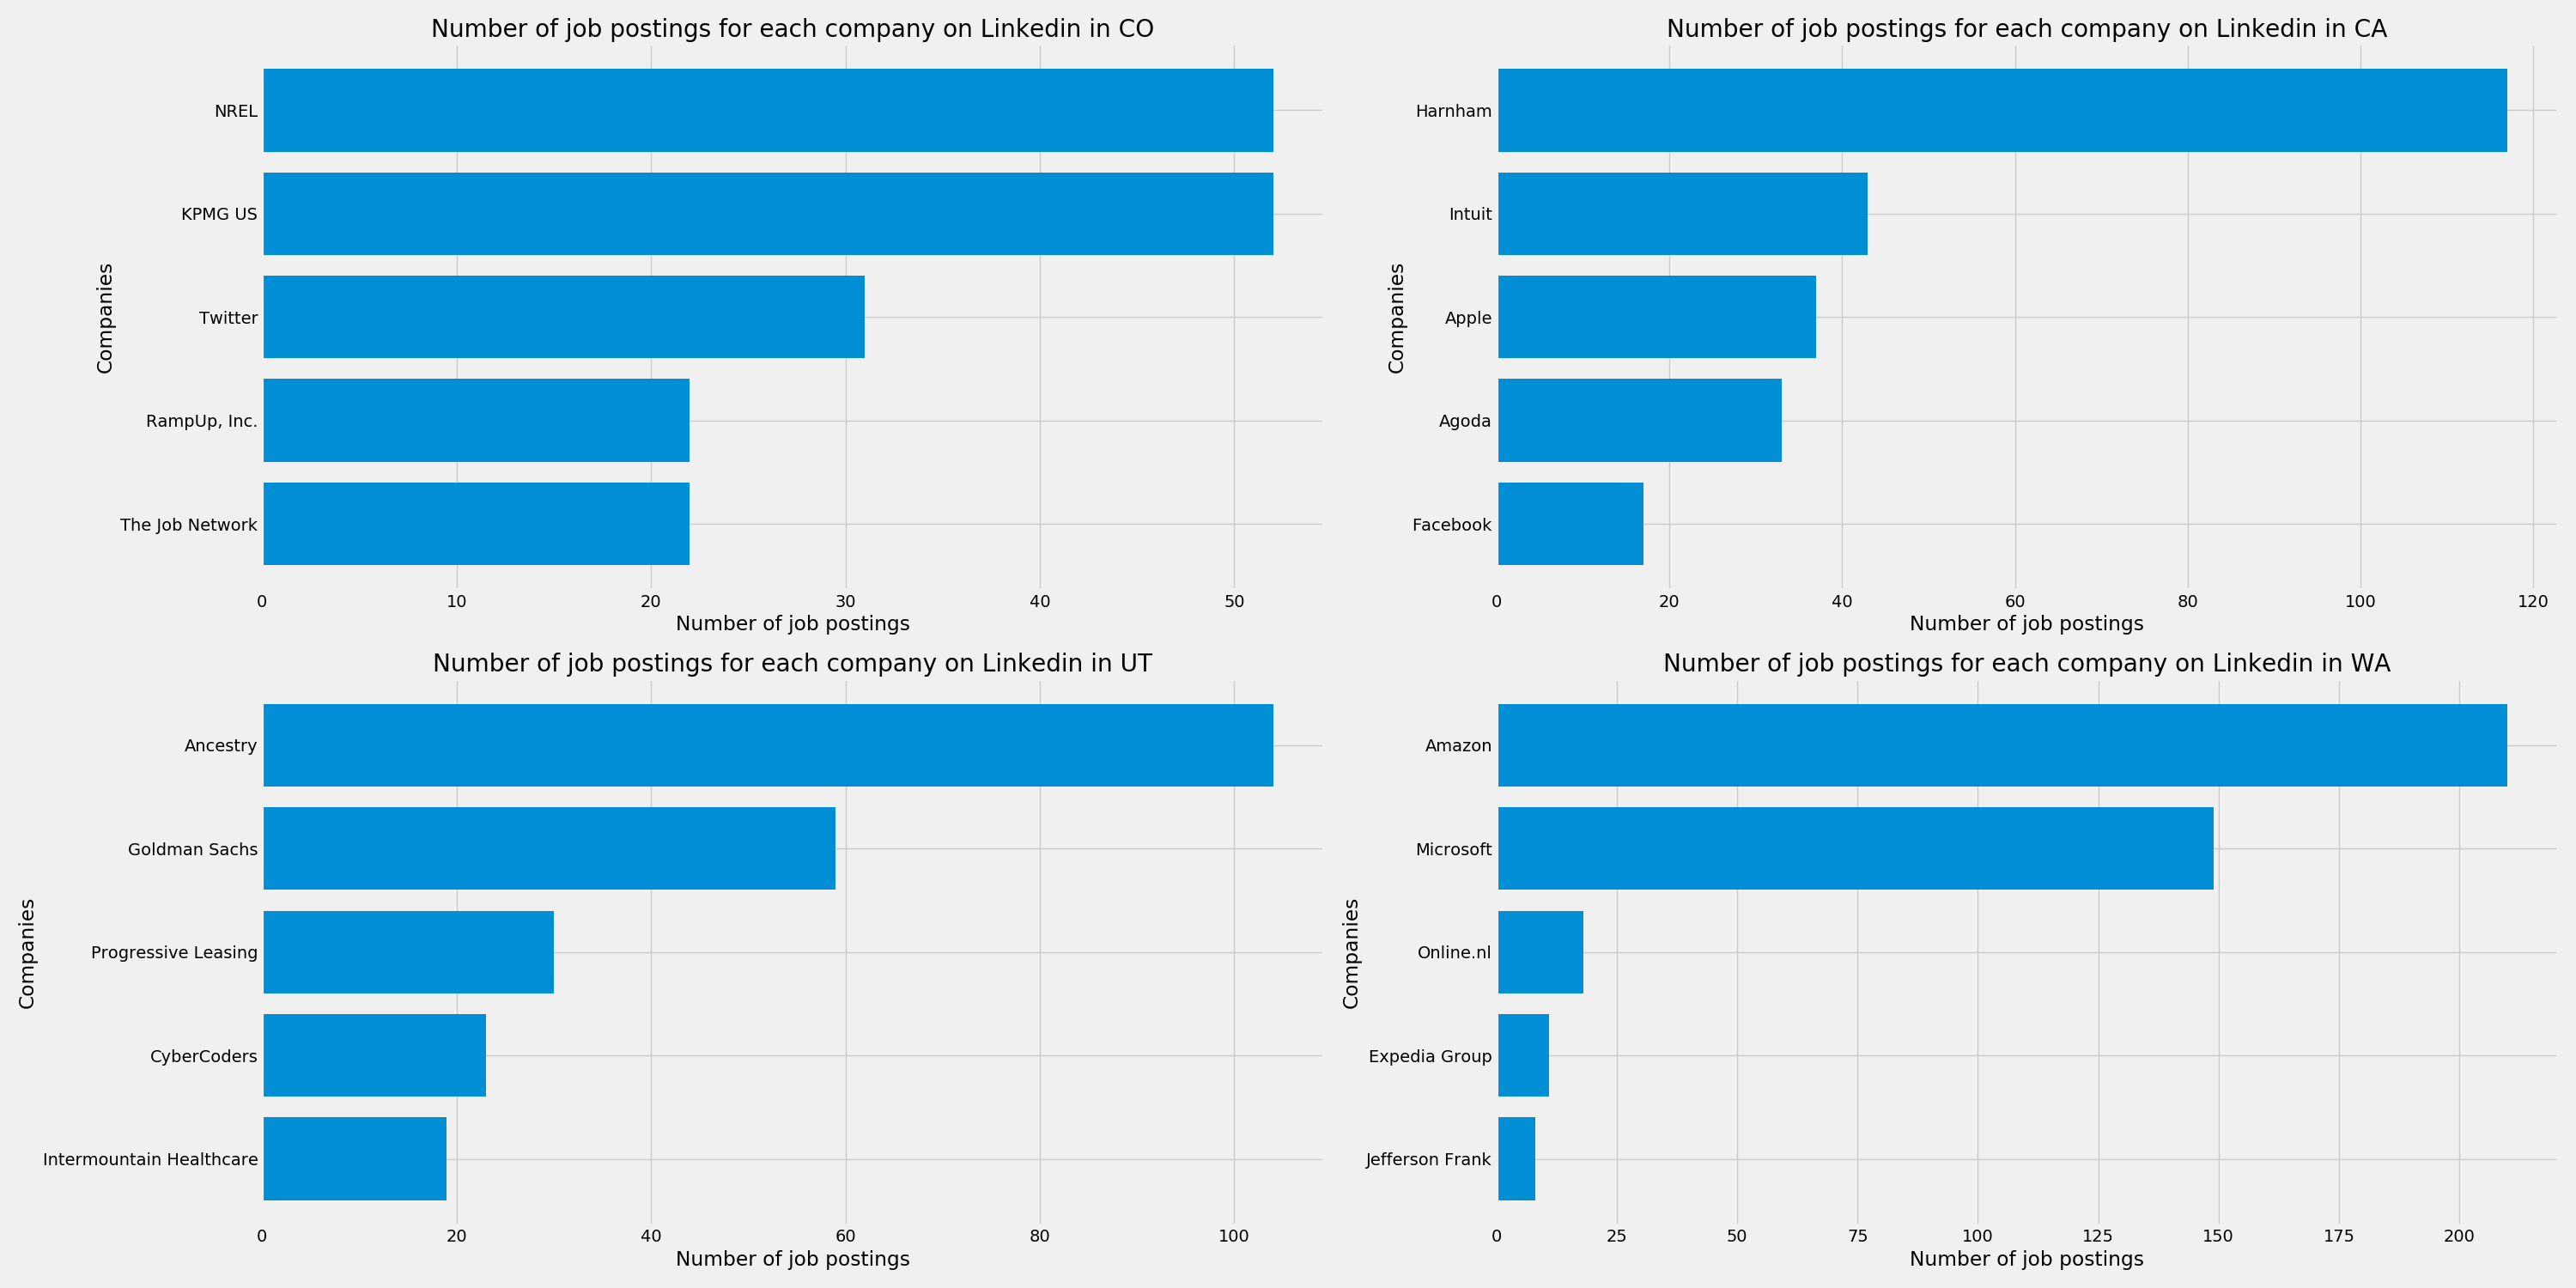 Number of job postings for each company on Linkedin in CO
Companies
NREL
KPMG US
Twitter
RampUp, Inc.
The Job Network
0 10 20 30 40 50
Number of job postings
Number of job postings for each company on Linkedin in CA
Companies
Harnham
Intuit
Apple
Agoda
Facebook
0 20 40 60 80 100 120
Number of job postings
Number of job postings for each company on Linkedin in UT
Companies
Ancestry
Goldman Sachs
Progressive Leasing
CyberCoders
Intermountain Healthcare
0 20 40 60 80 100
Number of job postings
Number of job postings for each company on Linkedin in WA
Companies
Amazon
Microsoft
Online.nl
Expedia Group
Jefferson Frank
0 25 50 75 100 125 150 175 200
Number of job postings